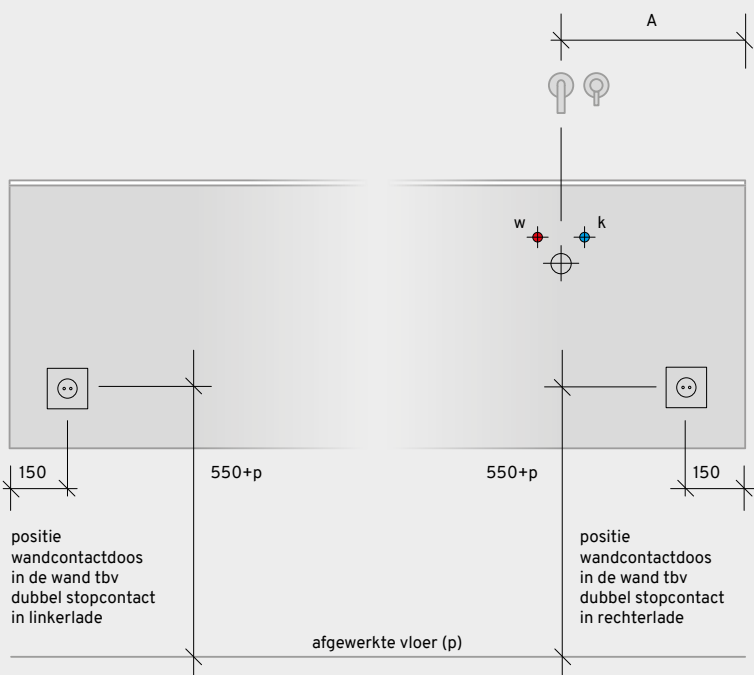 A
w
k
150
550+p
550+p
150
positie
wandcontactdoos
in de wand tbv
dubbel stopcontact
in linkerlade
positie
wandcontactdoos
in de wand tbv
dubbel stopcontact
in rechterlade
afgewerkte vloer (p)